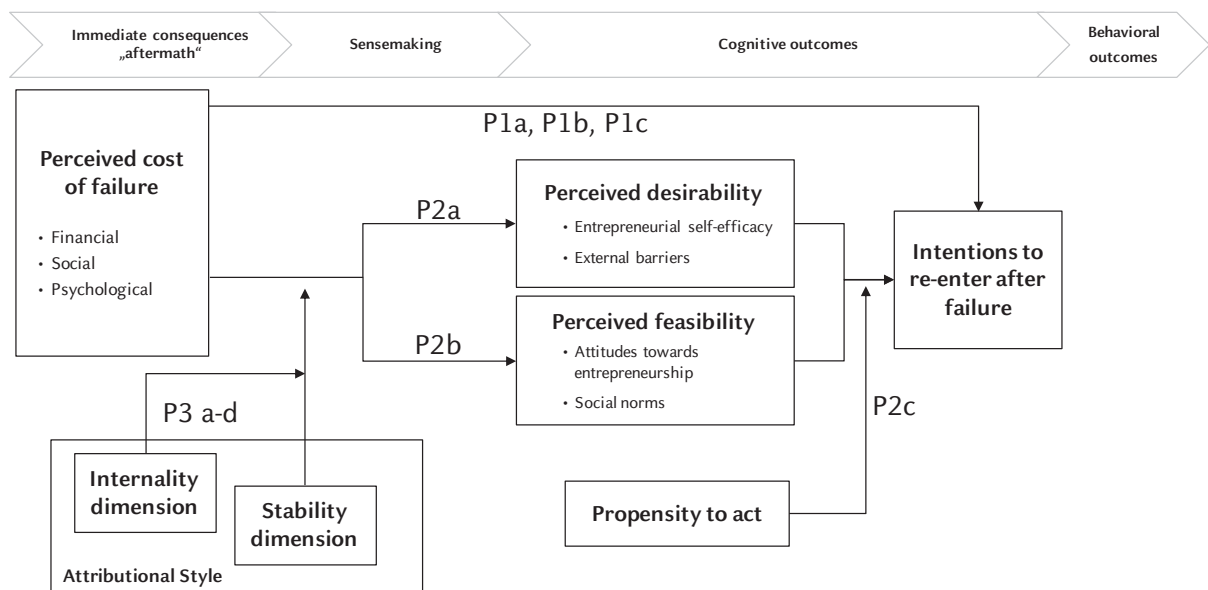 Immediate consequences
„aftermath“
Sensemaking
Cognitive outcomes
Behavioral
outcomes
P1a, P1b, P1c
Perceived cost
of failure
• Financial
• Social
• Psychological
P2a
Perceived desirability
• Entrepreneurial self-efficacy
• External barriers
Intentions to
re-enter after
failure
P2b
Perceived feasibility
• Attitudes towards
entrepreneurship
• Social norms
P2c
P3 a-d
Internality
dimension
Stability
dimension
Attributional Style
Propensity to act